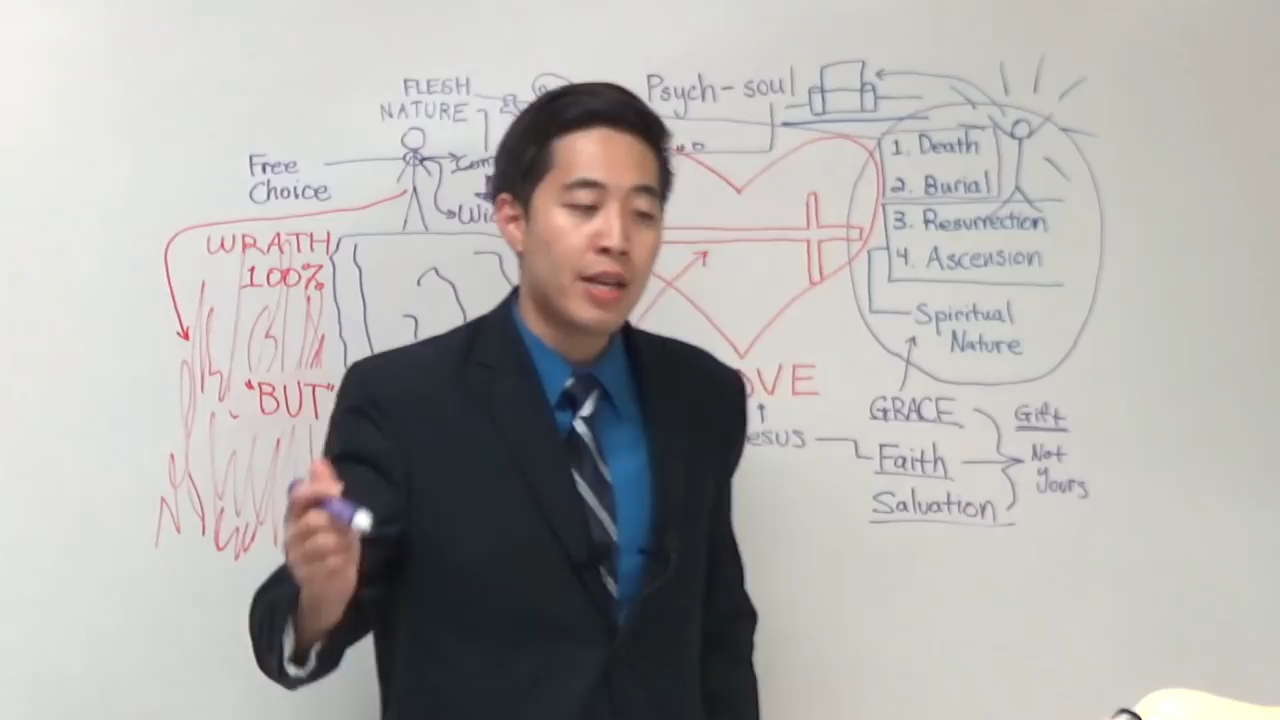 FLESH
NATURE
Psych-soul
Free
Choice
WRATH
100%
"BUT"
1. Death
2. Burial
3. Resurrection
4. Ascension
Spiritual
Nature
GRACE
Faith
Salvation
Gift
Not
Yours